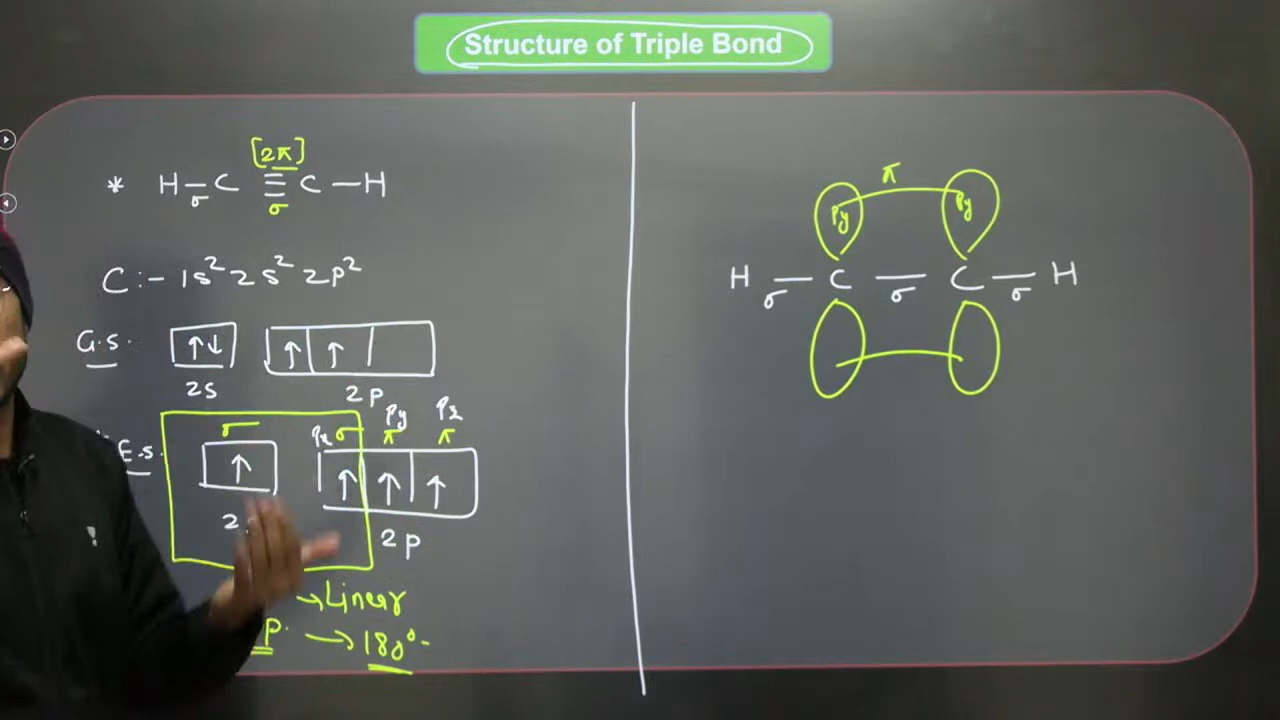 Structure of Triple Bond
[2π]
* H–C≡C–H
σ σ
C:- 1s² 2s² 2p²
G.S. ↑↓ ↑ ↑
2s 2p
Py Pz
E.S. σ Px σ π π
↑ ↑ ↑ ↑
2p
→ Linear
P. → 180°
π
Py Py
H – C – C – H
σ σ σ